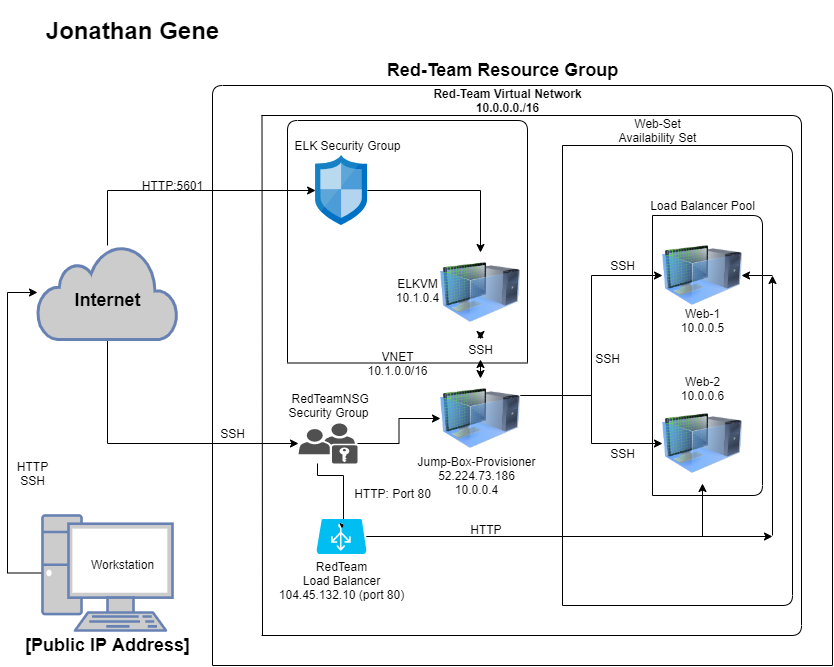 Jonathan Gene
Red-Team Resource Group
Red-Team Virtual Network
10.0.0.0./16
Web-Set
Availability Set
ELK Security Group
HTTP:5601
Load Balancer Pool
Internet
ELKVM
10.1.0.4
SSH
Web-1
10.0.0.5
SSH
VNET
10.1.0.0/16
SSH
Web-2
10.0.0.6
RedTeamNSG
Security Group
SSH
SSH
Jump-Box-Provisioner
52.224.73.186
10.0.0.4
HTTP
SSH
HTTP: Port 80
HTTP
Workstation
RedTeam
Load Balancer
104.45.132.10 (port 80)
[Public IP Address]